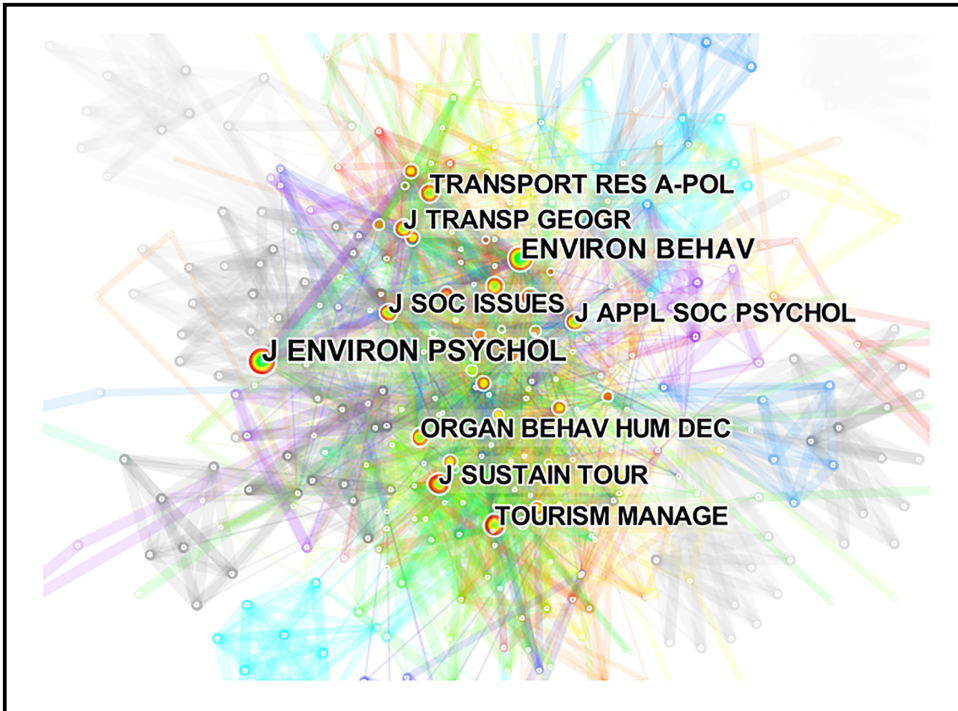 TRANSPORT RES A-POL
J TRANSP GEOGR
ENVIRON BEHAV
J SOC ISSUES
J APPL SOC PSYCHOL
J ENVIRON PSYCHOL
ORGAN BEHAV HUM DEC
J SUSTAIN TOUR
TOURISM MANAGE